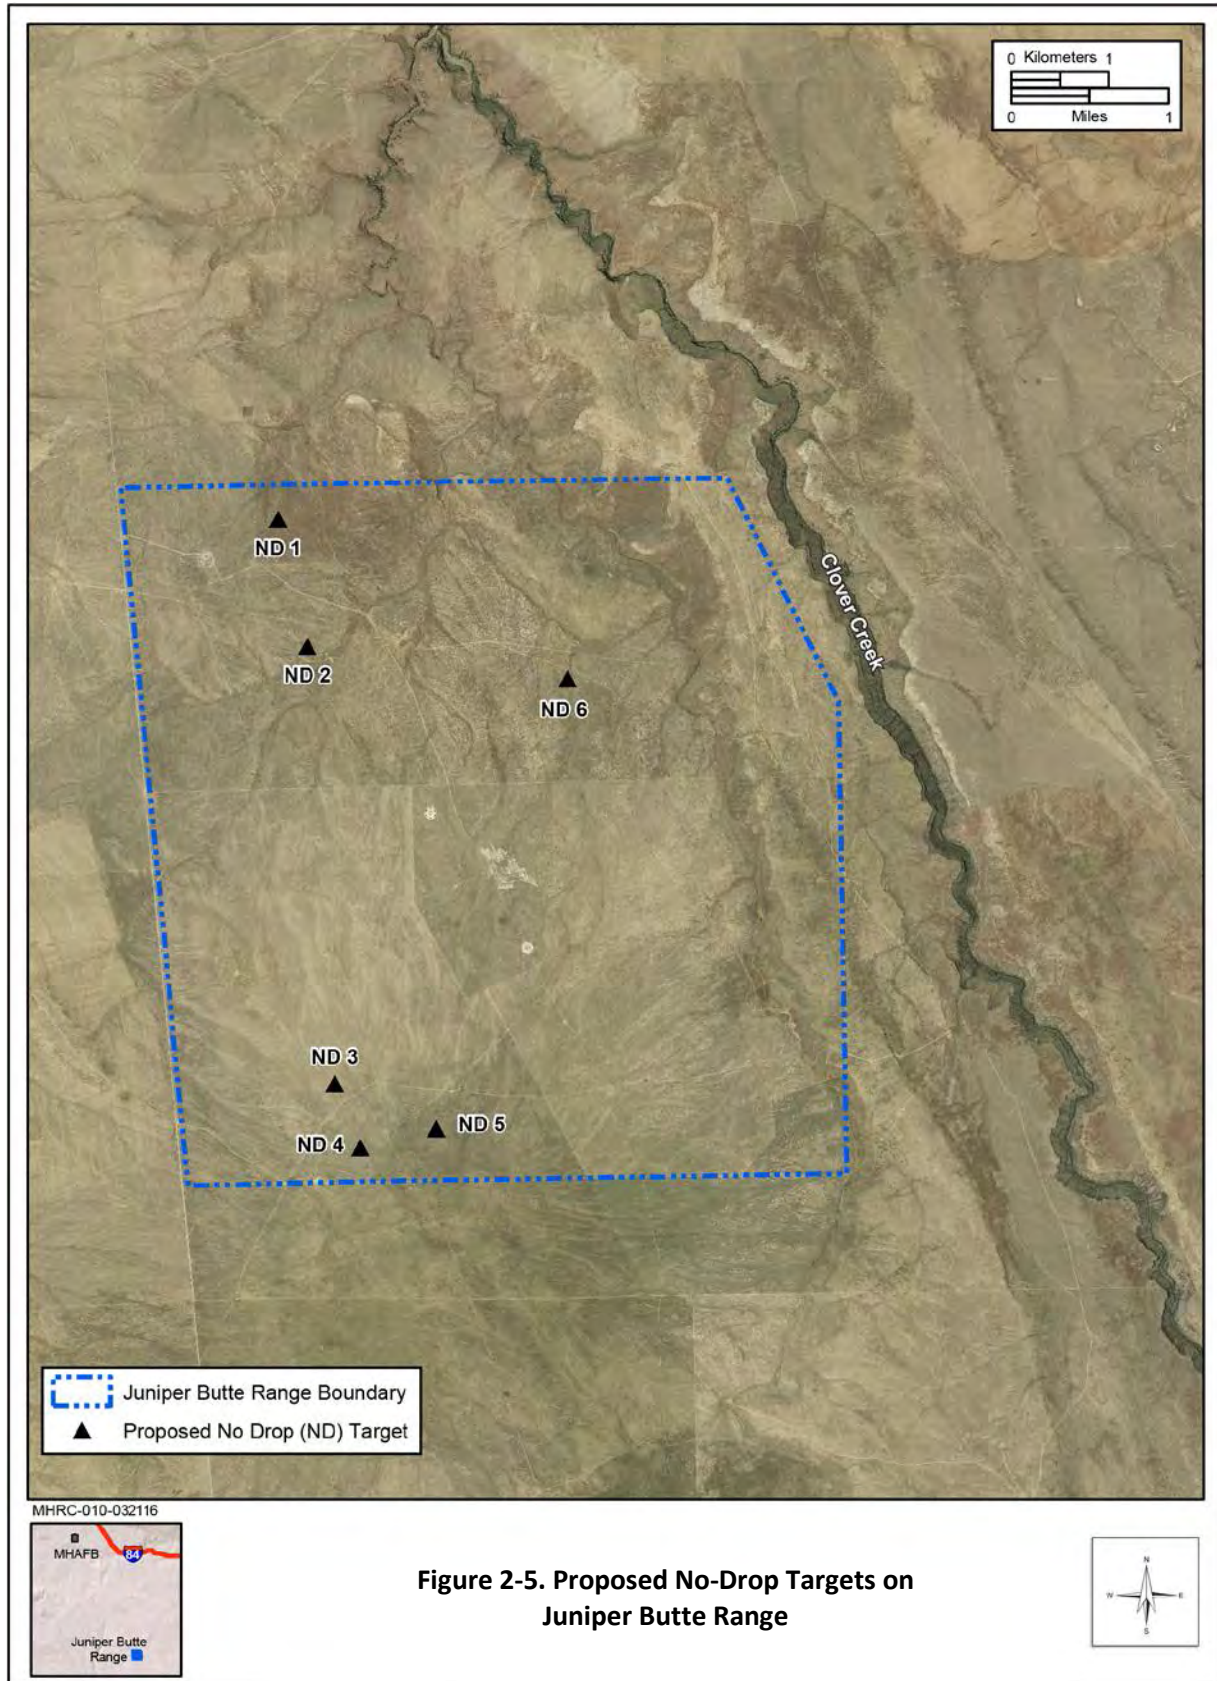 0 Kilometers 1
0 Miles 1
Clover Creek
ND 1
ND 2
ND 6
ND 3
ND 4
ND 5
Juniper Butte Range Boundary
Proposed No Drop (ND) Target
MHRC-010-032116
MHAFB
84
Juniper Butte
Range
Figure 2-5. Proposed No-Drop Targets on
Juniper Butte Range
N
W E
S